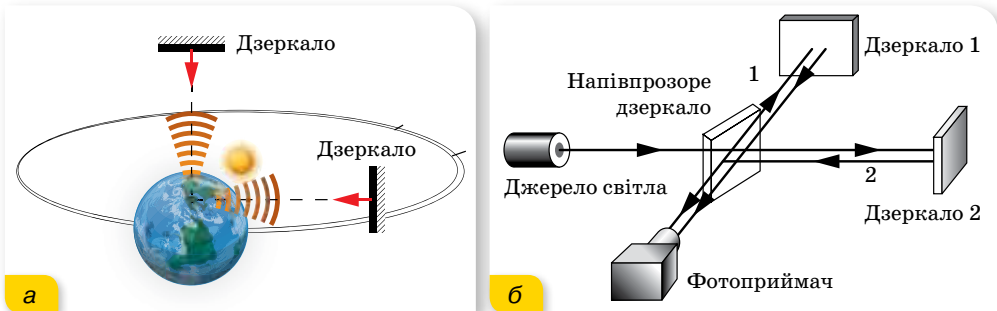 Дзеркало
Дзеркало
а
Дзеркало 1
1
Напівпрозоре
дзеркало
Джерело світла
2
Дзеркало 2
Фотоприймач
б